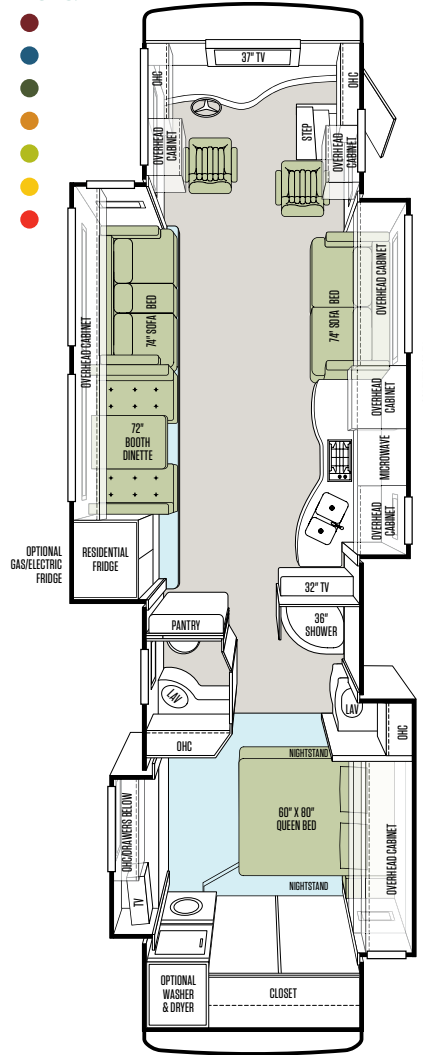 37" TV
OHC
OHC
STEP
OVERHEAD
CABINET
OVERHEAD
CABINET
OVERHEAD CABINET
74" SOFA BED
74" SOFA BED
OVERHEAD CABINET
OVERHEAD
CABINET
72"
BOOTH
DINETTE
MICROWAVE
OVERHEAD
CABINET
OPTIONAL
GAS/ELECTRIC
FRIDGE
RESIDENTIAL
FRIDGE
32" TV
PANTRY
36"
SHOWER
LAV
LAV
OHC
OHC
NIGHTSTAND
60" X 80"
QUEEN BED
OHC/DRAWERS BELOW
TV
OVERHEAD CABINET
NIGHTSTAND
OPTIONAL
WASHER
& DRYER
CLOSET